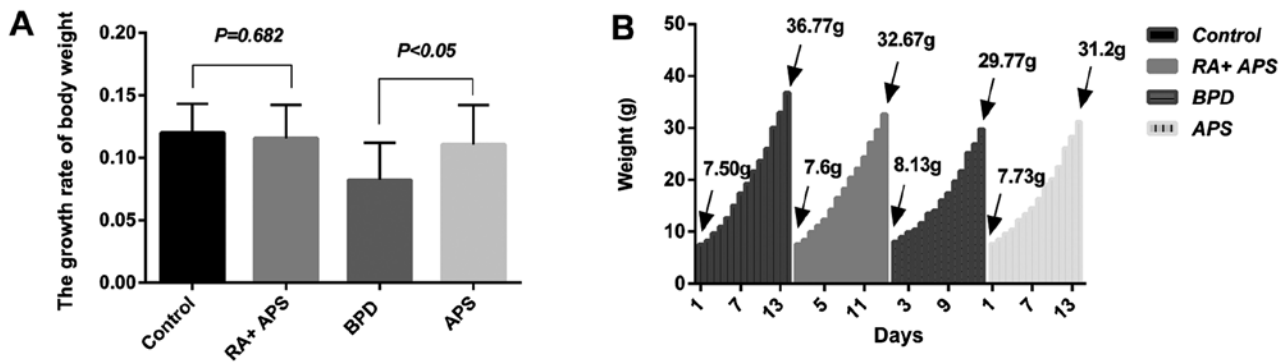 A
The growth rate of body weight
0.20
0.15
0.10
0.05
0.00
P=0.682
P<0.05
Control
RA+ APS
BPD
APS
B
Weight (g)
50
40
30
20
10
0
36.77g
32.67g
29.77g
31.2g
7.50g
7.6g
8.13g
7.73g
1 7 13 5 11 3 9 1 7 13
Days
Control
RA+ APS
BPD
APS